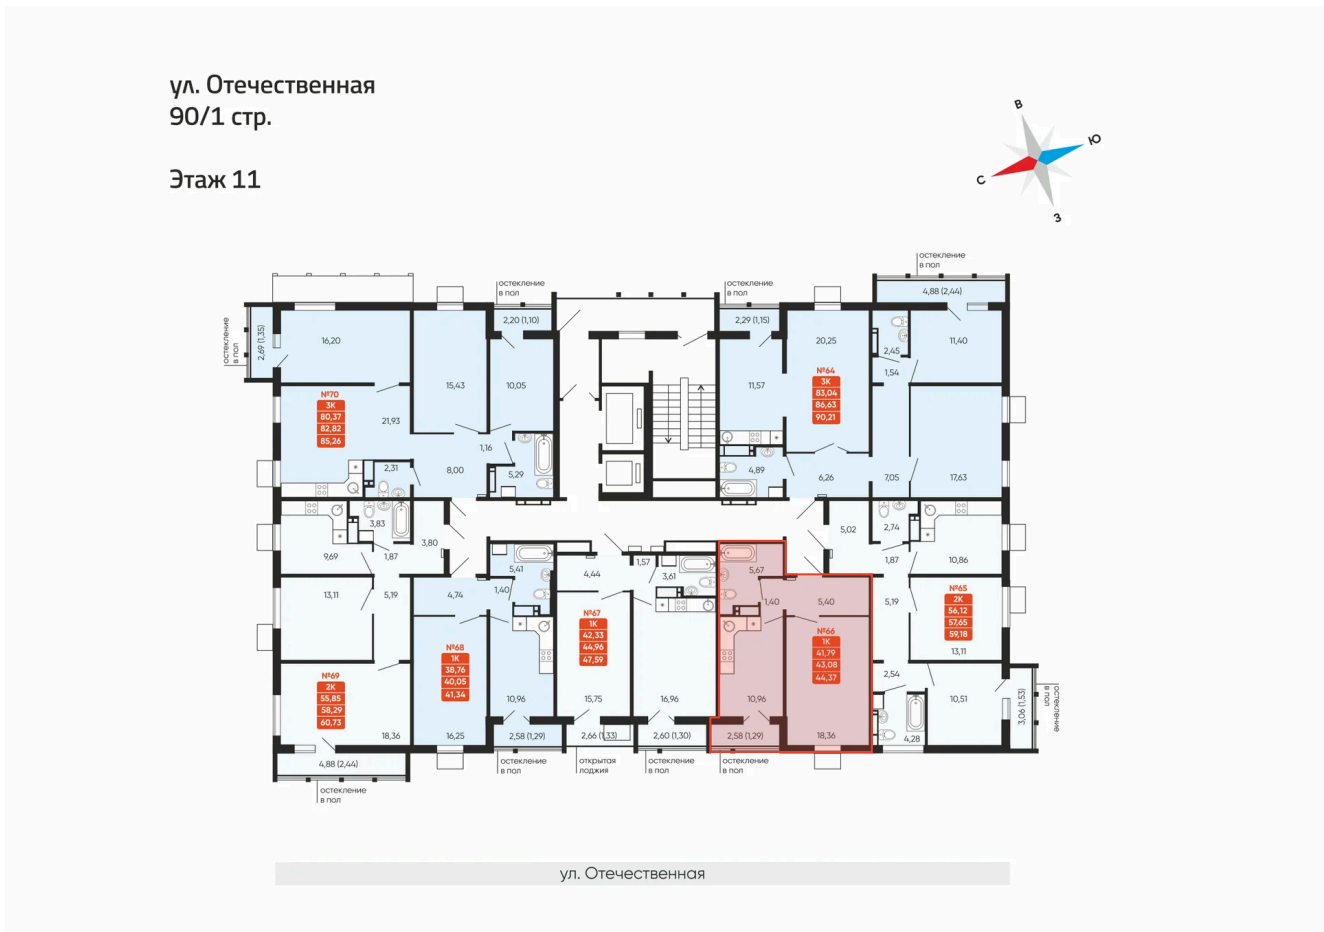 ул. Отечественная
90/1 стр.
Этаж 11
В
Ю
С
З
остекление
в пол
4,88 (2,44)
остекление
в пол
2,20 (1,10)
остекление
в пол
2,29 (1,15)
остекление
в пол
2,69 (1,35)
16,20
15,43
10,05
№70
3К
80,37
82,82
85,26
21,93
1,16
8,00
2,31
5,29
11,57
20,25
№64
3К
83,04
86,63
90,21
2,45
1,54
11,40
4,89
6,26
7,05
17,63
9,69
3,83
1,87
3,80
13,11
5,19
№69
2К
55,85
58,29
60,73
18,36
4,88 (2,44)
остекление
в пол
4,74
5,41
1,40
№68
1К
38,76
40,05
41,34
16,25
10,96
2,58 (1,29)
остекление
в пол
4,44
1,57
3,61
№67
1К
42,33
44,96
47,59
15,75
16,96
2,66 (1,33)
открытая
лоджия
2,60 (1,30)
остекление
в пол
5,67
1,40
5,40
№66
1К
41,79
43,08
44,37
10,96
18,36
2,58 (1,29)
остекление
в пол
5,02
2,74
1,87
10,86
5,19
№65
2К
56,12
57,65
59,18
13,11
2,54
10,51
4,28
3,06 (1,53)
остекление
в пол
ул. Отечественная